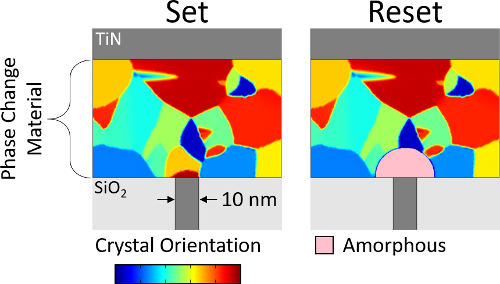 Set
Reset
TiN
Phase Change
Material
SiO₂
10 nm
Crystal Orientation
Amorphous